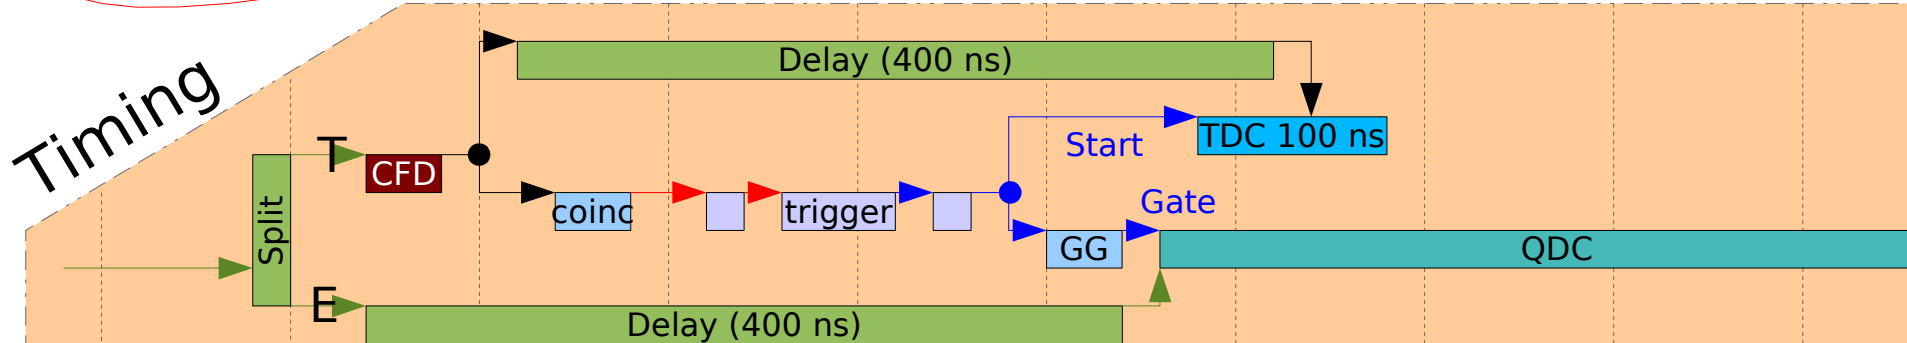 Timing
Delay (400 ns)
T
CFD
Start
TDC 100 ns
Split
coinc
trigger
Gate
GG
QDC
E
Delay (400 ns)